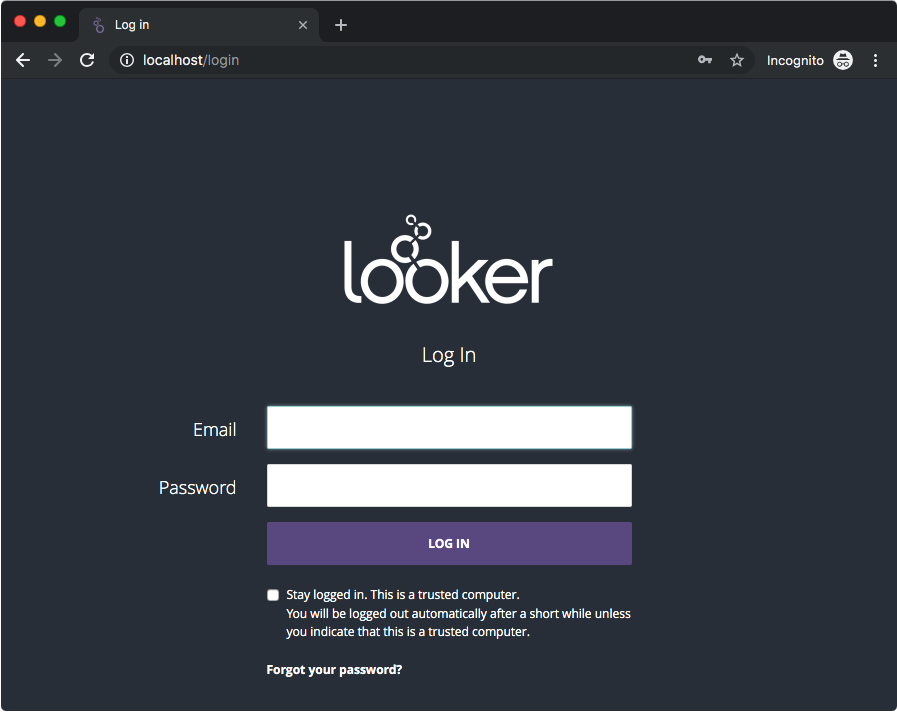 Log in
localhost/login
Incognito
looker
Log In
Email
Password
LOG IN
Stay logged in. This is a trusted computer.
You will be logged out automatically after a short while unless
you indicate that this is a trusted computer.
Forgot your password?